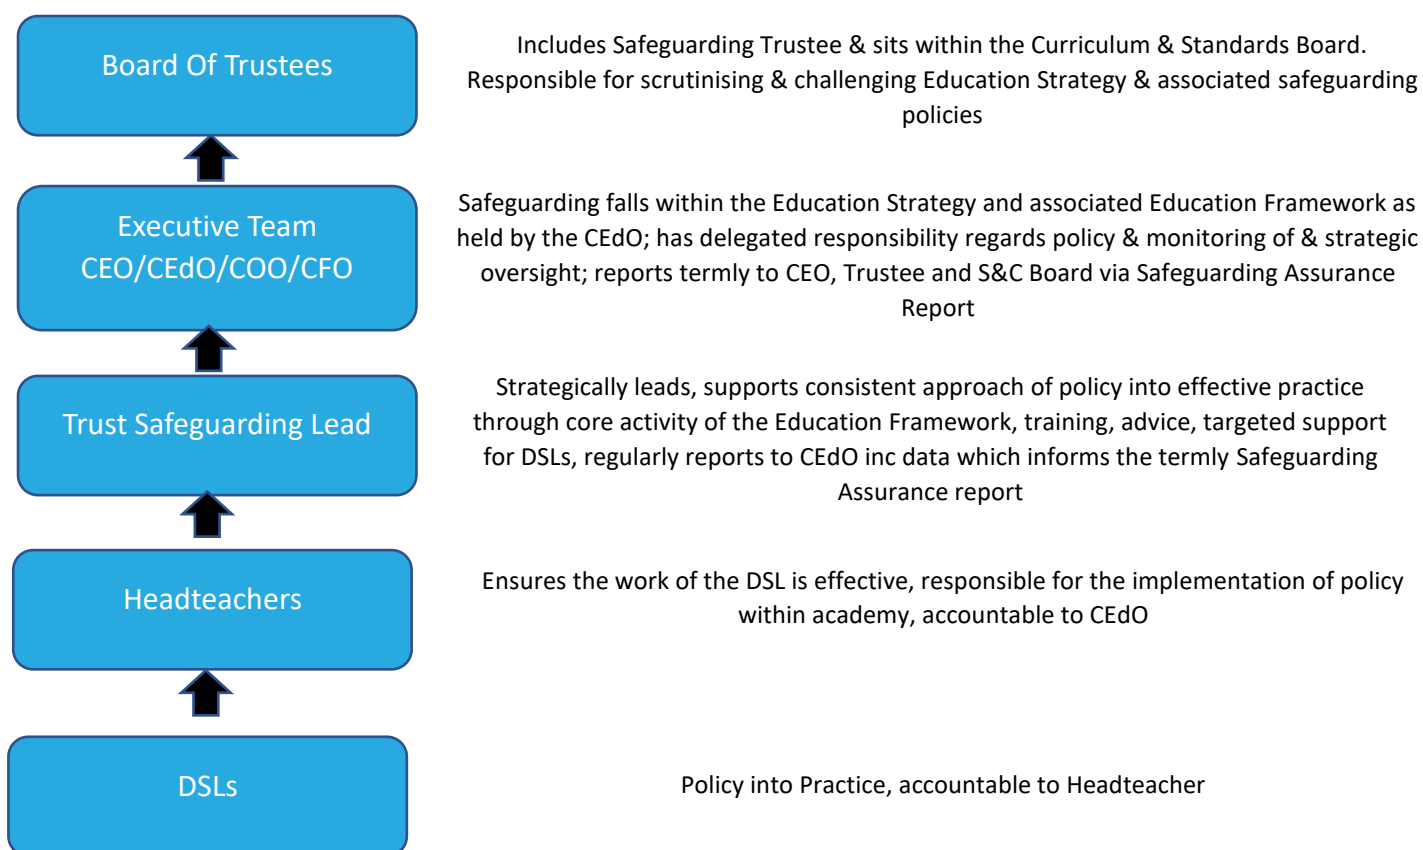 Board Of Trustees
Includes Safeguarding Trustee & sits within the Curriculum & Standards Board.
Responsible for scrutinising & challenging Education Strategy & associated safeguarding
policies
Executive Team
CEO/CEdO/COO/CFO
Safeguarding falls within the Education Strategy and associated Education Framework as
held by the CEdO; has delegated responsibility regards policy & monitoring of & strategic
oversight; reports termly to CEO, Trustee and S&C Board via Safeguarding Assurance
Report
Trust Safeguarding Lead
Strategically leads, supports consistent approach of policy into effective practice
through core activity of the Education Framework, training, advice, targeted support
for DSLs, regularly reports to CEdO inc data which informs the termly Safeguarding
Assurance report
Headteachers
Ensures the work of the DSL is effective, responsible for the implementation of policy
within academy, accountable to CEdO
DSLs
Policy into Practice, accountable to Headteacher